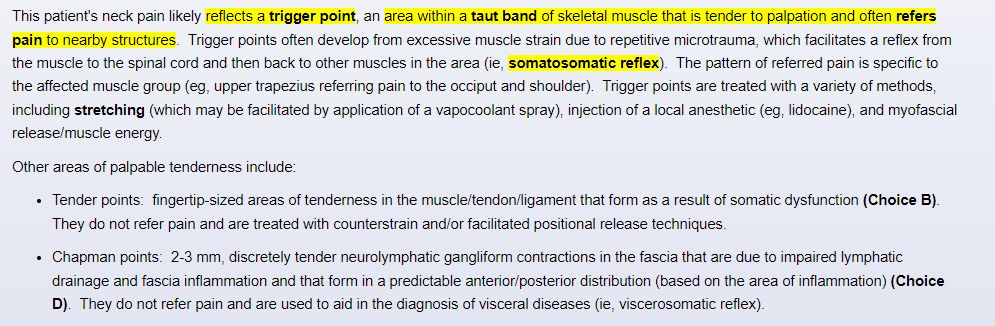 This patient's neck pain likely reflects a trigger point, an area within a taut band of skeletal muscle that is tender to palpation and often refers
pain to nearby structures.  Trigger points often develop from excessive muscle strain due to repetitive microtrauma, which facilitates a reflex from
the muscle to the spinal cord and then back to other muscles in the area (ie, somatosomatic reflex).  The pattern of referred pain is specific to
the affected muscle group (eg, upper trapezius referring pain to the occiput and shoulder).  Trigger points are treated with a variety of methods,
including stretching (which may be facilitated by application of a vapocoolant spray), injection of a local anesthetic (eg, lidocaine), and myofascial
release/muscle energy.
Other areas of palpable tenderness include:
• Tender points:  fingertip-sized areas of tenderness in the muscle/tendon/ligament that form as a result of somatic dysfunction (Choice B).
They do not refer pain and are treated with counterstrain and/or facilitated positional release techniques.
• Chapman points:  2-3 mm, discretely tender neurolymphatic gangliform contractions in the fascia that are due to impaired lymphatic
drainage and fascia inflammation and that form in a predictable anterior/posterior distribution (based on the area of inflammation) (Choice
D).  They do not refer pain and are used to aid in the diagnosis of visceral diseases (ie, viscerosomatic reflex).